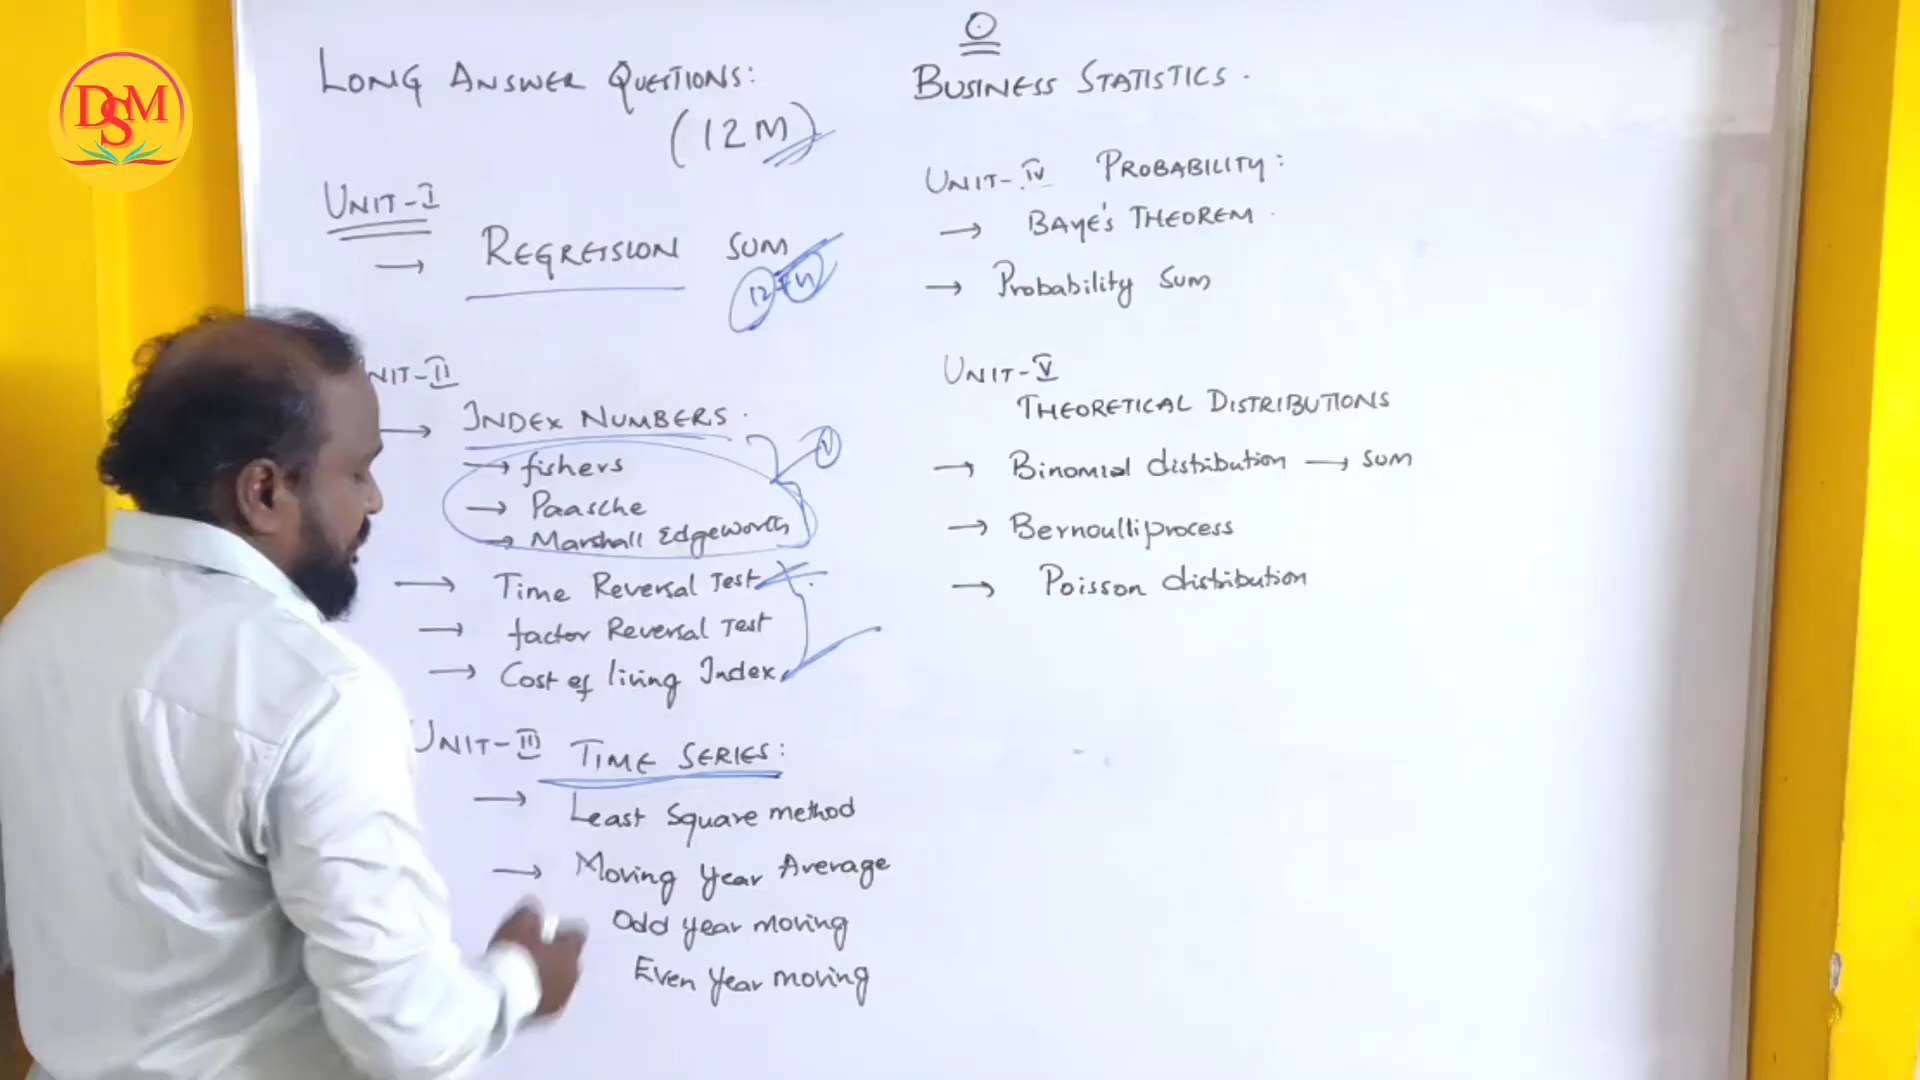 DSM
LONG ANSWER QUESTIONS:
(12M)
UNIT-I
→ REGRESSION SUM
NIT-II
→ INDEX NUMBERS.
→ fishers
→ Paasche
→ Marshall Edgeworth
→ Time Reversal Test
→ factor Reversal Test
→ Cost of living Index
UNIT-III TIME SERIES:
→ Least Square method
→ Moving Year Average
Odd year moving
Even Year moving
BUSINESS STATISTICS.
UNIT-IV PROBABILITY:
→ BAYE'S THEOREM.
→ Probability Sum
UNIT-V
THEORETICAL DISTRIBUTIONS
→ Binomial distribution → sum
→ Bernoulli process
→ Poisson distribution